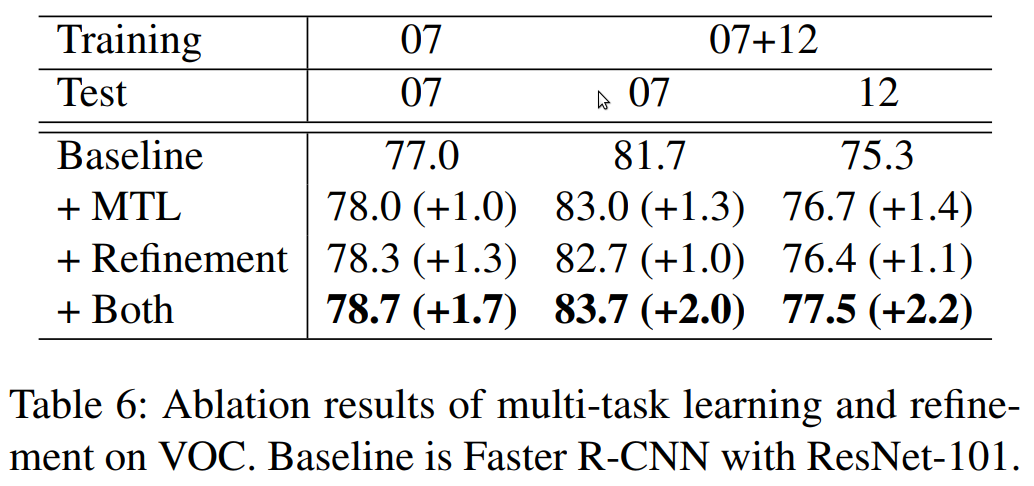 Training 07 07+12
Test 07 07 12
Baseline 77.0 81.7 75.3
+ MTL 78.0 (+1.0) 83.0 (+1.3) 76.7 (+1.4)
+ Refinement 78.3 (+1.3) 82.7 (+1.0) 76.4 (+1.1)
+ Both 78.7 (+1.7) 83.7 (+2.0) 77.5 (+2.2)
Table 6: Ablation results of multi-task learning and refine-
ment on VOC. Baseline is Faster R-CNN with ResNet-101.